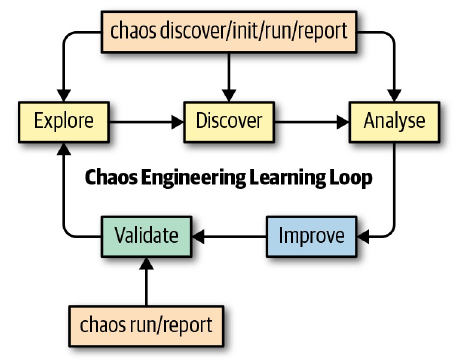 chaos discover/init/run/report
Explore
Discover
Analyse
Chaos Engineering Learning Loop
Validate
Improve
chaos run/report